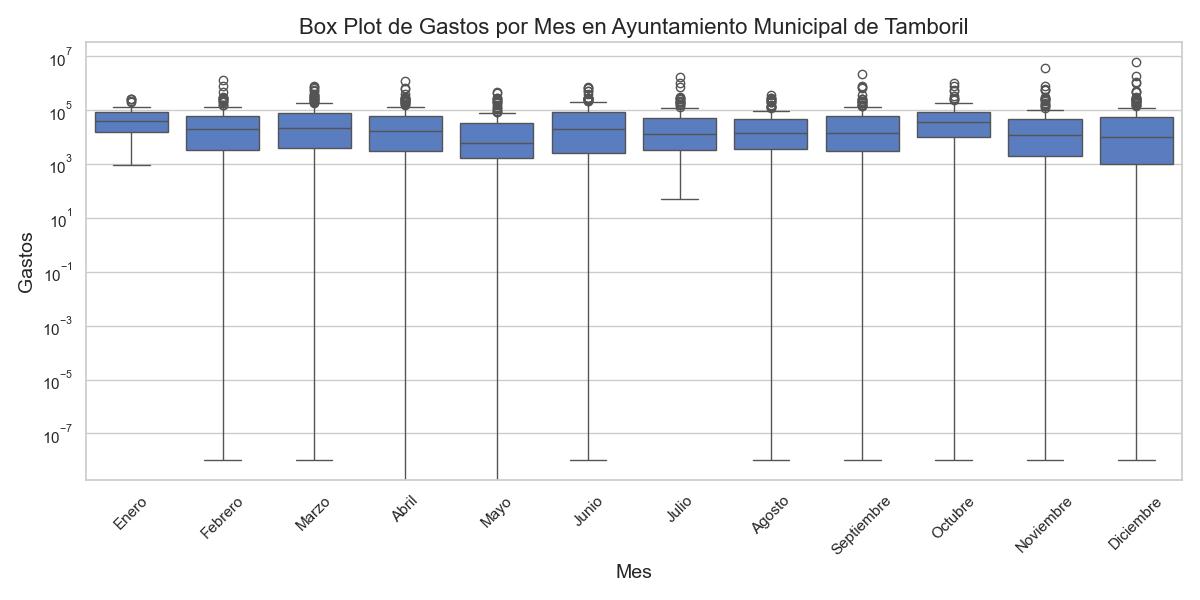 Box Plot de Gastos por Mes en Ayuntamiento Municipal de Tamboril
Gastos
10^7
10^5
10^3
10^1
10^−1
10^−3
10^−5
10^−7
Enero
Febrero
Marzo
Abril
Mayo
Junio
Julio
Agosto
Septiembre
Octubre
Noviembre
Diciembre
Mes